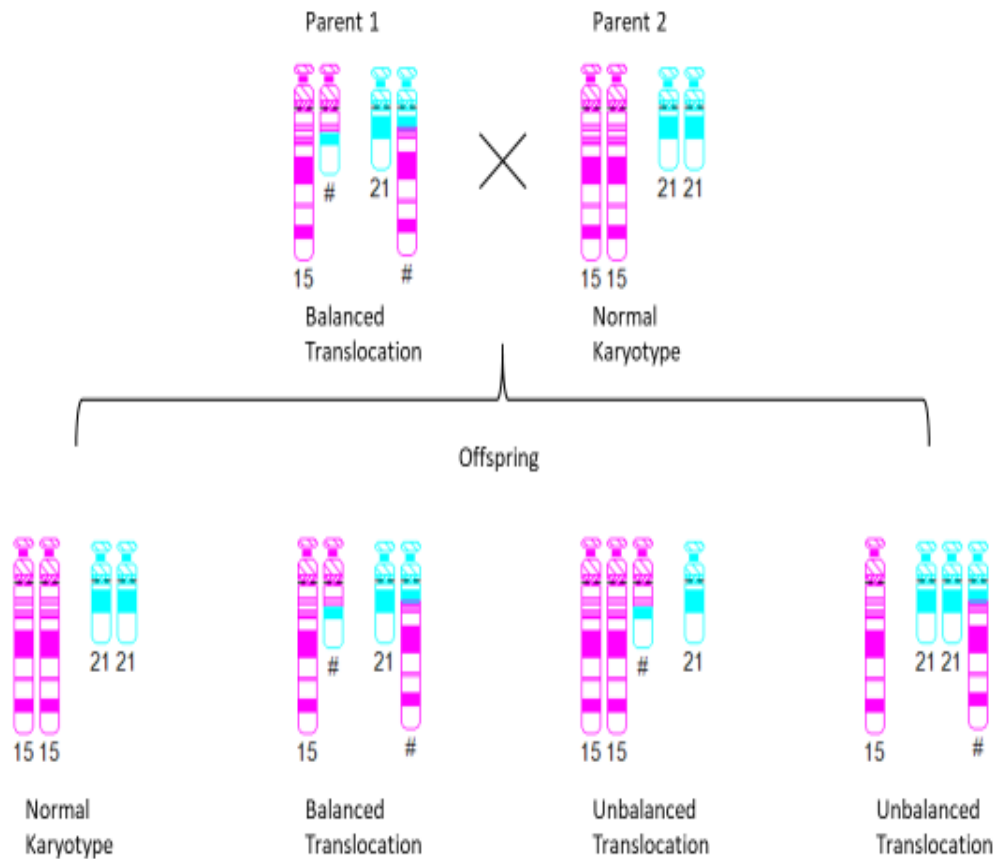 Parent 1
Parent 2
#
21
21 21
15
#
15 15
Balanced
Translocation
Normal
Karyotype
Offspring
21 21
#
21
#
21
21 21
15 15
15
#
15 15
15
#
Normal
Karyotype
Balanced
Translocation
Unbalanced
Translocation
Unbalanced
Translocation